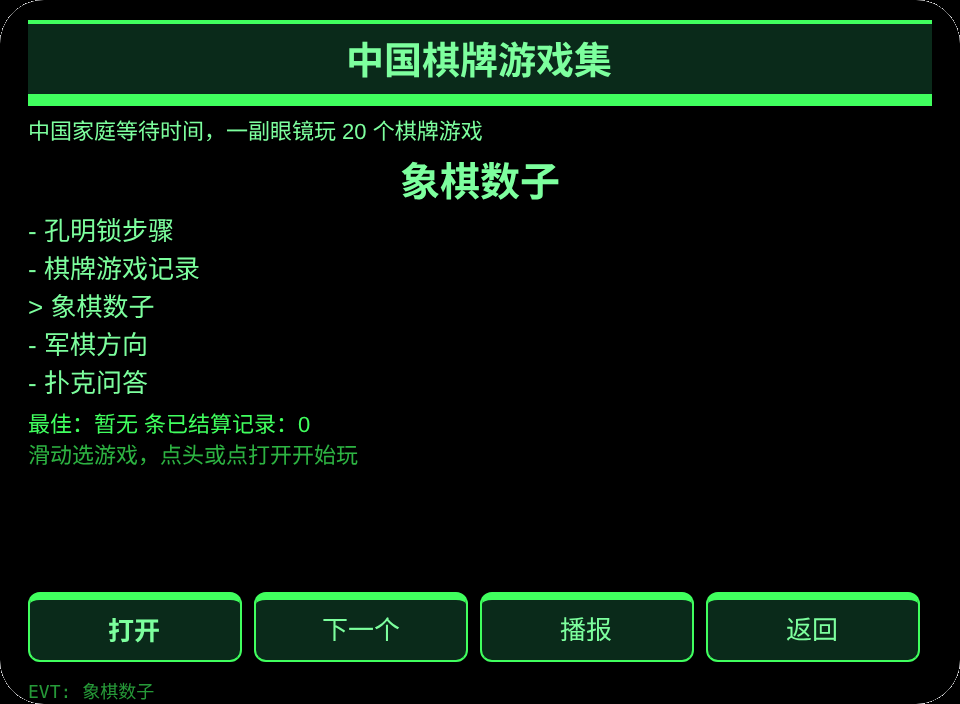 中国棋牌游戏集
中国家庭等待时间，一副眼镜玩 20 个棋牌游戏
象棋数子
- 孔明锁步骤
- 棋牌游戏记录
> 象棋数子
- 军棋方向
- 扑克问答
最佳：暂无 条已结算记录：0
滑动选游戏，点头或点打开开始玩
打开 下一个 播报 返回
EVT: 象棋数子